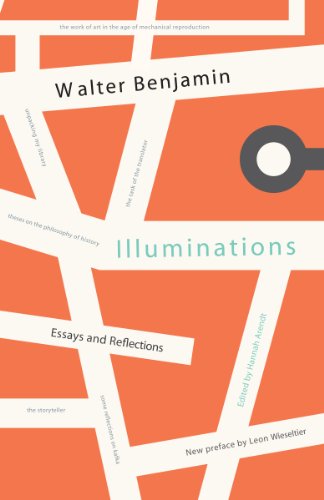 the work of art in the age of mechanical reproduction
Walter Benjamin
unpacking my library
the task of the translator
theses on the philosophy of history
Illuminations
Essays and Reflections
Edited by Hannah Arendt
the storyteller
some reflections on kafka
New preface by Leon Wieseltier